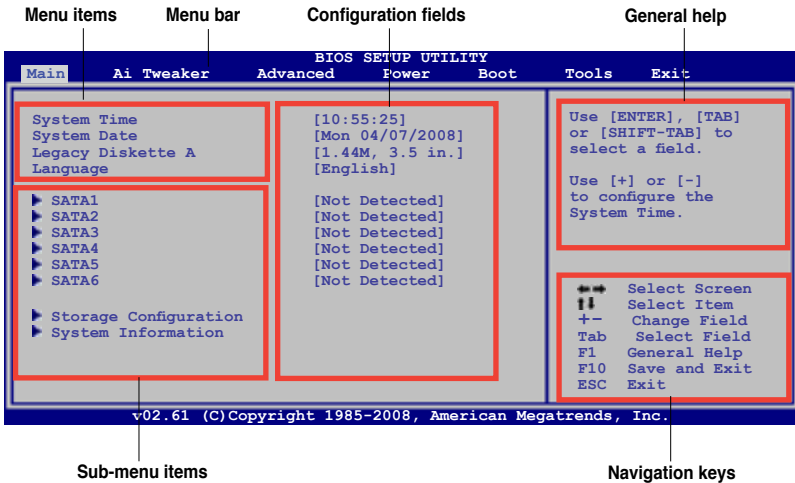 Menu items Menu bar Configuration fields General help
BIOS SETUP UTILITY
Main Ai Tweaker Advanced Power Boot Tools Exit
System Time [10:55:25]
System Date [Mon 04/07/2008]
Legacy Diskette A [1.44M, 3.5 in.]
Language [English]
SATA1 [Not Detected]
SATA2 [Not Detected]
SATA3 [Not Detected]
SATA4 [Not Detected]
SATA5 [Not Detected]
SATA6 [Not Detected]
Storage Configuration
System Information
Use [ENTER], [TAB]
or [SHIFT-TAB] to
select a field.
Use [+] or [-]
to configure the
System Time.
Select Screen
Select Item
+- Change Field
Tab Select Field
F1 General Help
F10 Save and Exit
ESC Exit
v02.61 (C)Copyright 1985-2008, American Megatrends, Inc.
Sub-menu items Navigation keys